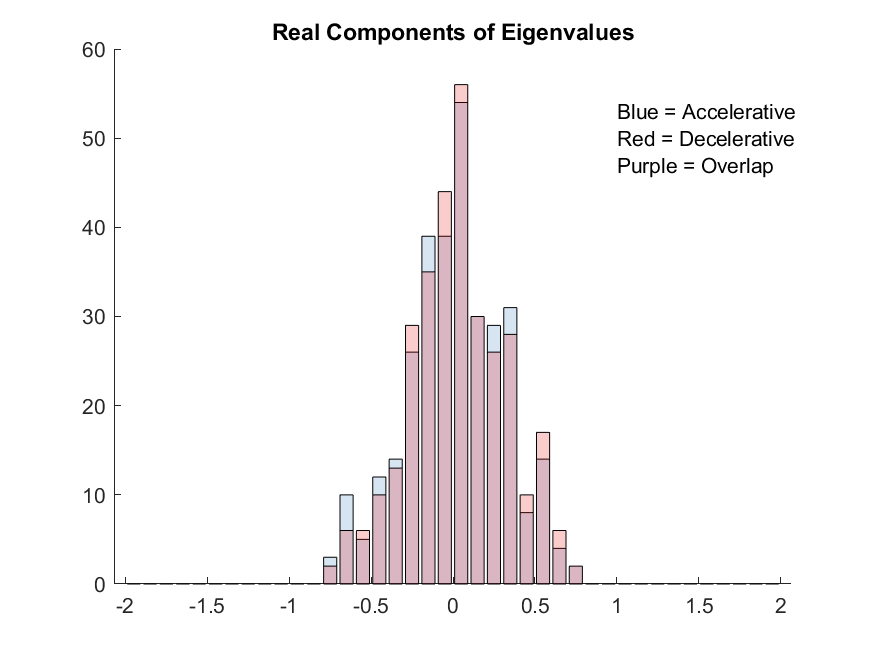 Real Components of Eigenvalues
60
Blue = Accelerative
50
Red = Decelerative
Purple = Overlap
40
30
20
10
0
-2 -1.5 -1 -0.5 0 0.5 1 1.5 2